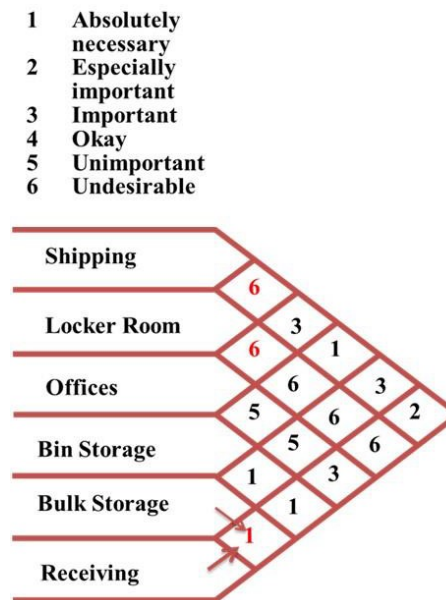 1 Absolutely
necessary
2 Especially
important
3 Important
4 Okay
5 Unimportant
6 Undesirable
Shipping
6
Locker Room
3
6
1
Offices
6
3
5
6
2
Bin Storage
5
6
1
3
Bulk Storage
1
1
Receiving